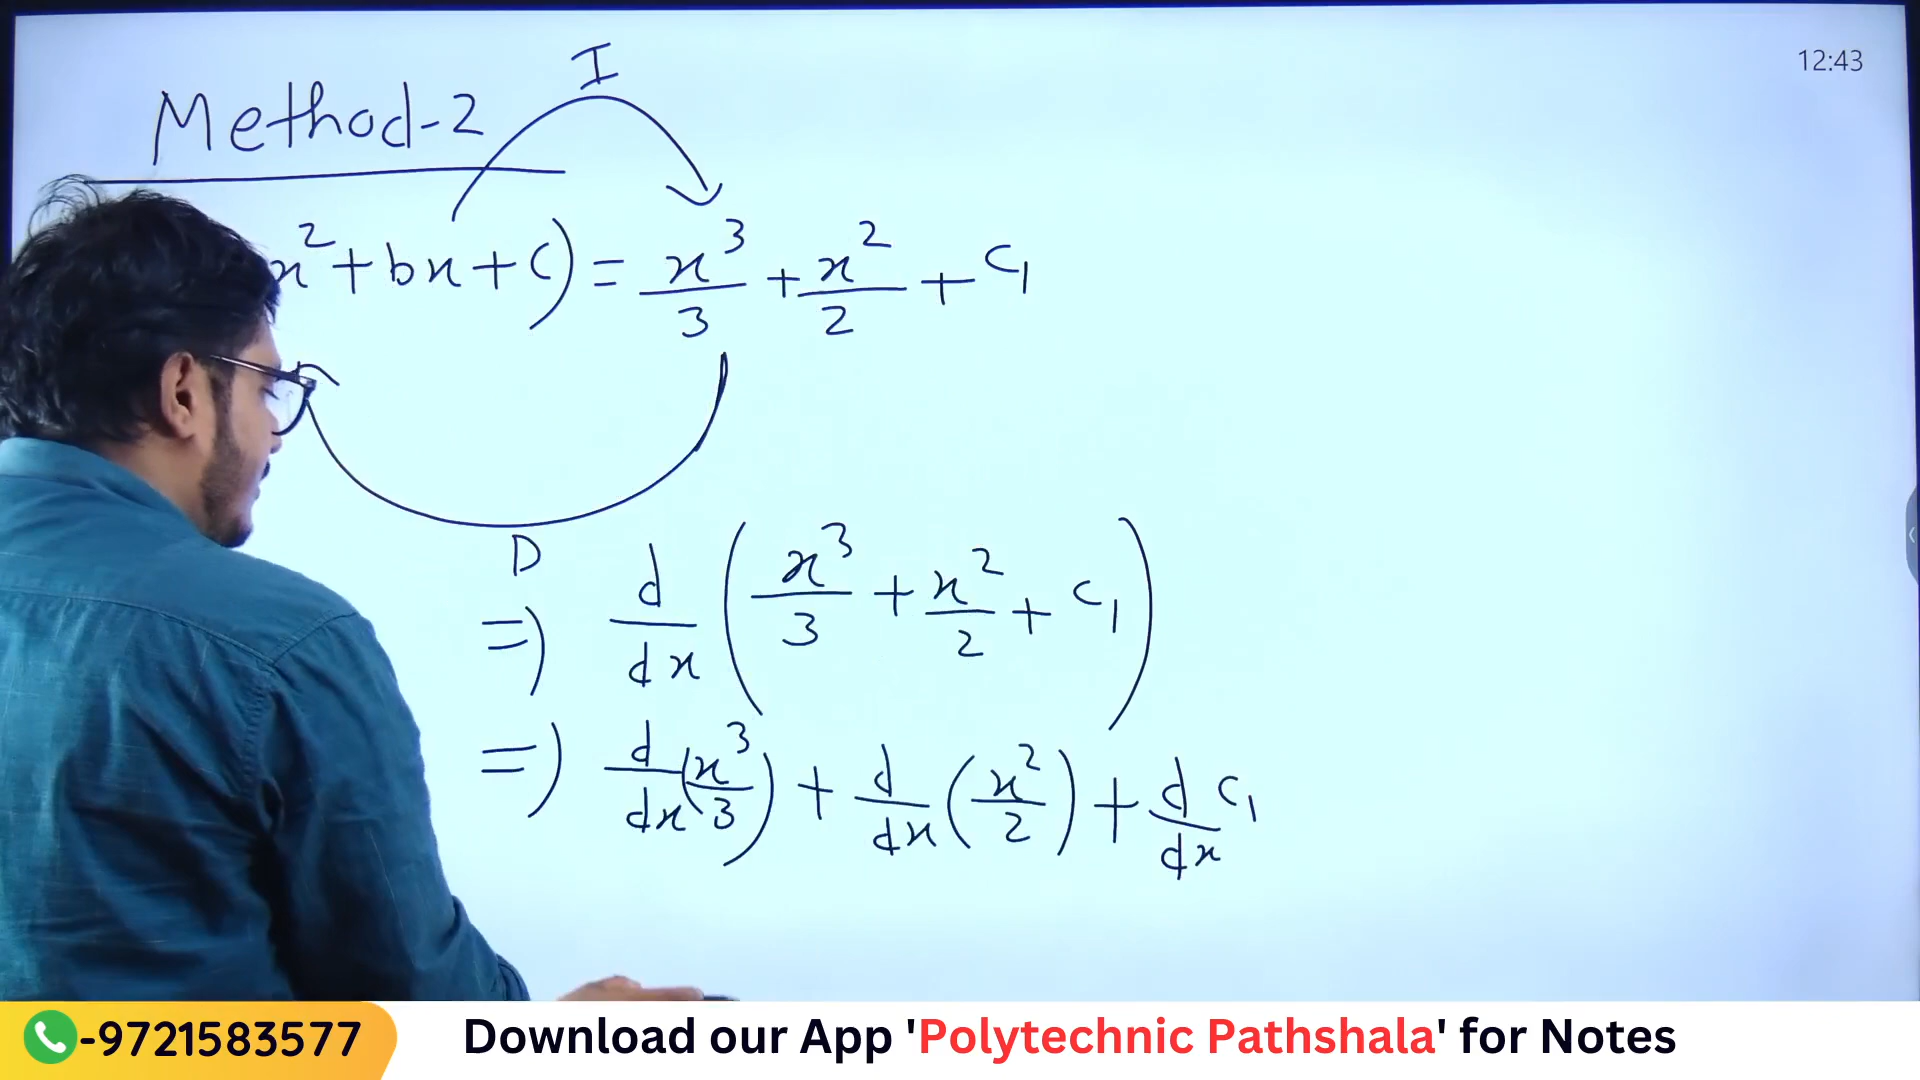 12:43
I
Method-2
x²+bx+c) = x³/3 + x²/2 + c₁
D
=) d/dx (x³/3 + x²/2 + c₁)
=) d/dx (x³/3) + d/dx (x²/2) + d/dx c₁
-9721583577 Download our App 'Polytechnic Pathshala' for Notes